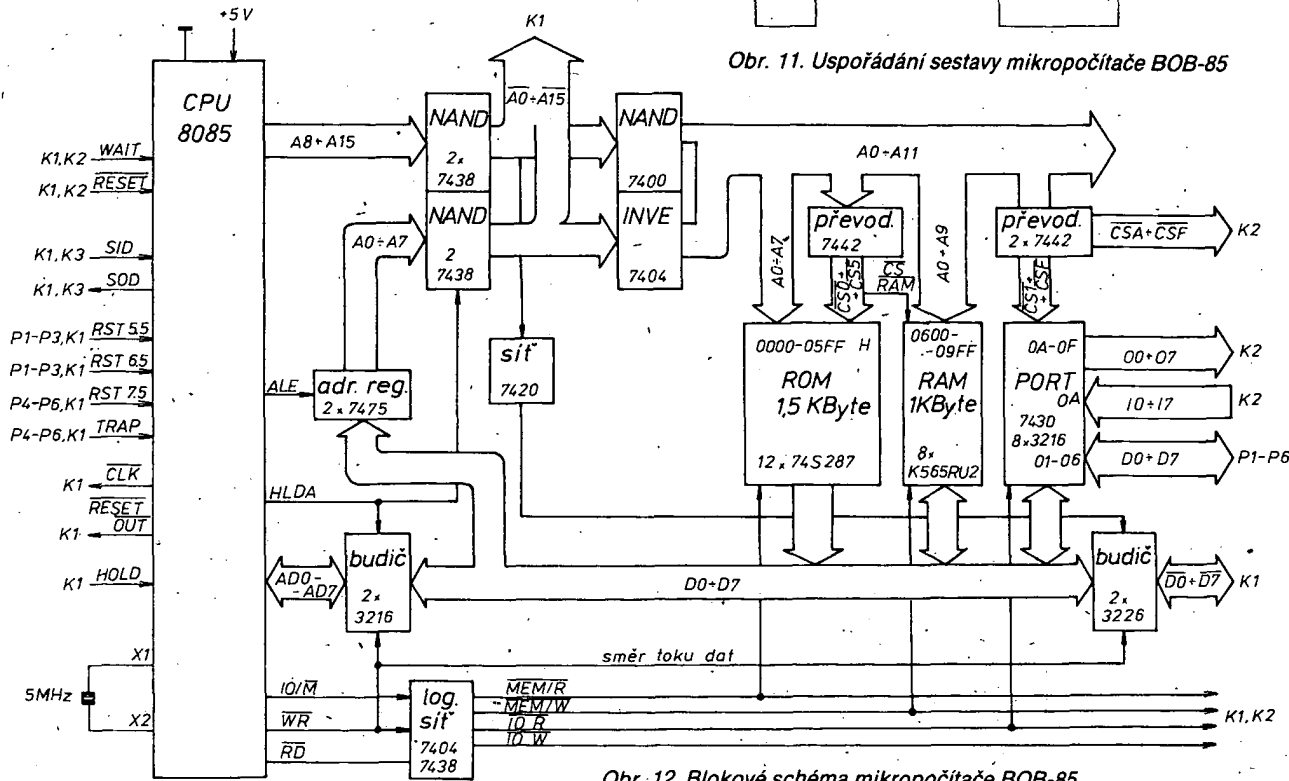 +5V
K1
Obr. 11. Uspořádání sestavy mikropočítače BOB-85
CPU
8085
K1,K2 WAIT
K1,K2 RESET
K1,K3 SID
K1,K3 SOD
P1-P3,K1 RST 5.5
P1-P3,K1 RST 6.5
P4-P6,K1 RST 7.5
P4-P6,K1 TRAP
K1 CLK
RESET
K1 OUT
K1 HOLD
X1
5MHz
X2
A8÷A15
NAND
2x
7438
NAND
2
7438
A0÷A7
A0÷A15
NAND
7400
INVE
7404
A0÷A11
ALE
adr. reg.
2x7475
síť
7420
HLDA
AD0-
-AD7
budič
2x
3216
D0÷D7
A0÷A7
převod.
7442
CS0÷
÷CS5
CS
RAM
A0÷A9
převod.
2x7442
CSA÷CSF
K2
CS1÷
÷CSF
0000-05FF H
ROM
1,5 KByte
12x74S287
0600-
-09FF
RAM
1KByte
8x
K565RU2
0A-0F
PORT
0A
7430
8x3216
01-06
O0÷O7
K2
I0÷I7
K2
D0÷D7
P1-P6
budič
2x
3226
D0÷D7
K1
směr toku dat
IO/M
WR
RD
log.
síť
7404
7438
MEM/R
MEM/W
IO R
IO W
K1,K2
Obr. 12. Blokové schéma mikropočítače BOB-85